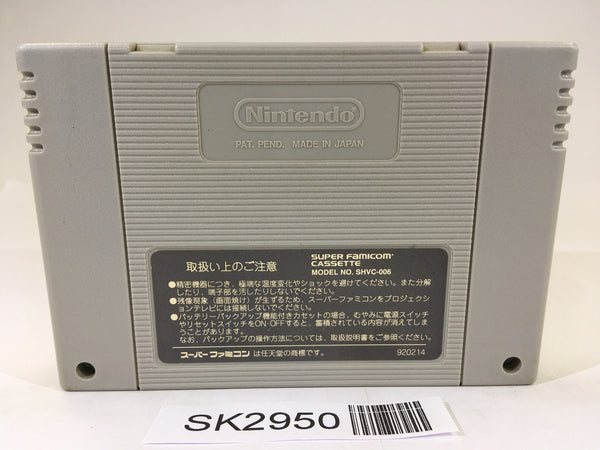 Nintendo
PAT. PEND. MADE IN JAPAN
取扱い上のご注意
SUPER FAMICOM
CASSETTE
MODEL NO. SHVC-006
●精密機器につき、極端な温度変化やショックを避けてください。また分解
したり、端子部を汚したりしないでください。
●残像現象（画面焼け）が生ずるため、スーパーファミコンをプロジェクシ
ョンテレビには接続しないでください。
●バッテリーバックアップ機能付きカセットの場合、むやみに電源スイッチ
やリセットスイッチをON・OFFすると、蓄積されている内容が消えてしま
うことがあります。
なお、バックアップの操作方法については、取扱説明書をご参照ください。
スーパーファミコンは任天堂の商標です。
920214
SK2950